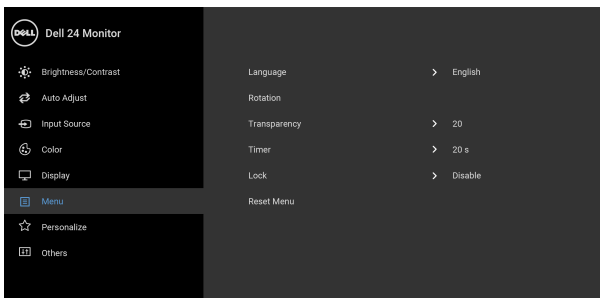 DELL Dell 24 Monitor
Brightness/Contrast Language English
Auto Adjust Rotation
Input Source Transparency 20
Color Timer 20 s
Display Lock Disable
Menu Reset Menu
Personalize
Others